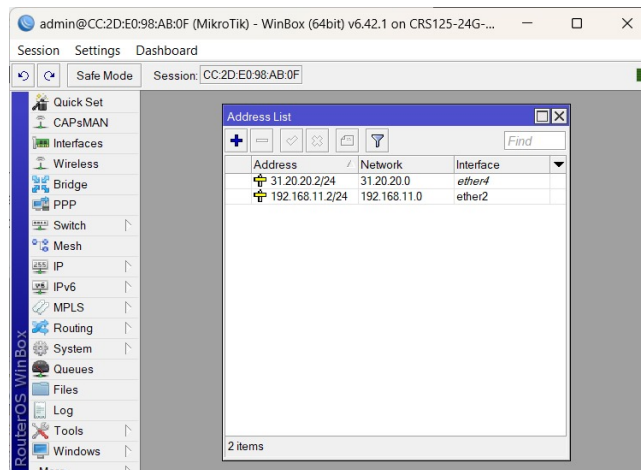 admin@CC:2D:E0:98:AB:0F (MikroTik) - WinBox (64bit) v6.42.1 on CRS125-24G-...
Session Settings Dashboard
Safe Mode Session: CC:2D:E0:98:AB:0F
Quick Set
CAPsMAN
Interfaces
Wireless
Bridge
PPP
Switch
Mesh
IP
IPv6
MPLS
Routing
System
Queues
Files
Log
Tools
Windows
RouterOS WinBox
Address List
Find
Address Network Interface
31.20.20.2/24 31.20.20.0 ether4
192.168.11.2/24 192.168.11.0 ether2
2 items